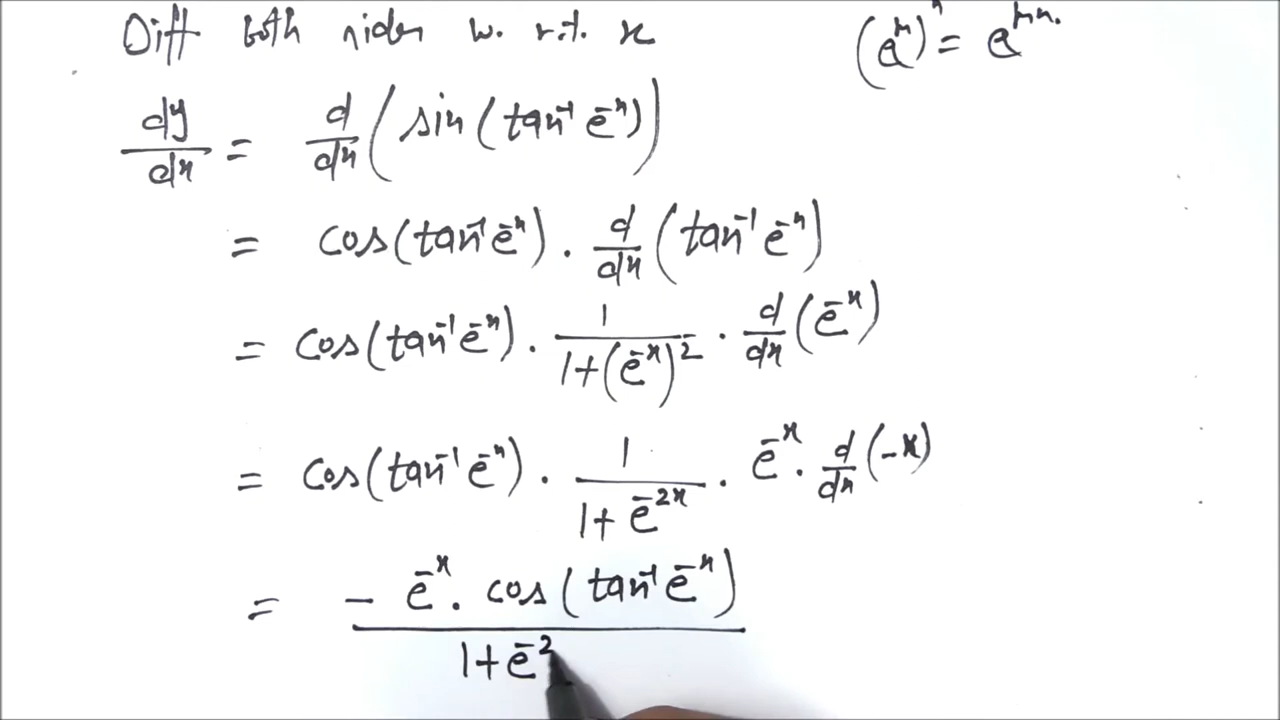 Diff both sides w. r.t. x (e^m)^n = e^mn.
dy/dx = d/dx (sin(tan⁻¹ e⁻ˣ))
= cos(tan⁻¹ e⁻ˣ) . d/dx (tan⁻¹ e⁻ˣ)
= cos(tan⁻¹ e⁻ˣ) . 1/1+(e⁻ˣ)² . d/dx (e⁻ˣ)
= cos(tan⁻¹ e⁻ˣ) . 1/1+e⁻²ˣ . e⁻ˣ . d/dx (-x)
= - e⁻ˣ . cos(tan⁻¹ e⁻ˣ)/1+e⁻²